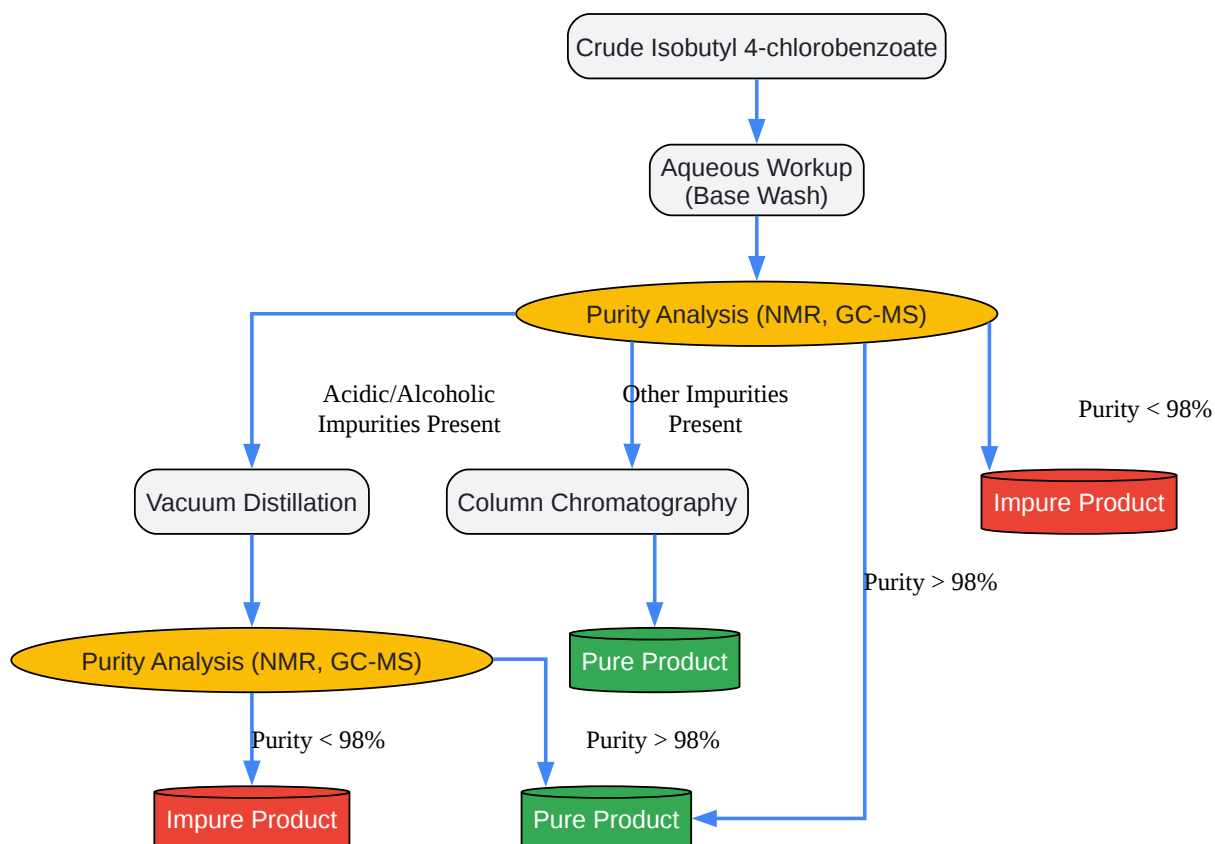 Crude Isobutyl 4-chlorobenzoate
Aqueous Workup
(Base Wash)
Purity Analysis (NMR, GC-MS)
Acidic/Alcoholic
Impurities Present
Other Impurities
Present
Purity < 98%
Vacuum Distillation
Column Chromatography
Impure Product
Purity > 98%
Purity Analysis (NMR, GC-MS)
Pure Product
Purity < 98%
Purity > 98%
Impure Product
Pure Product